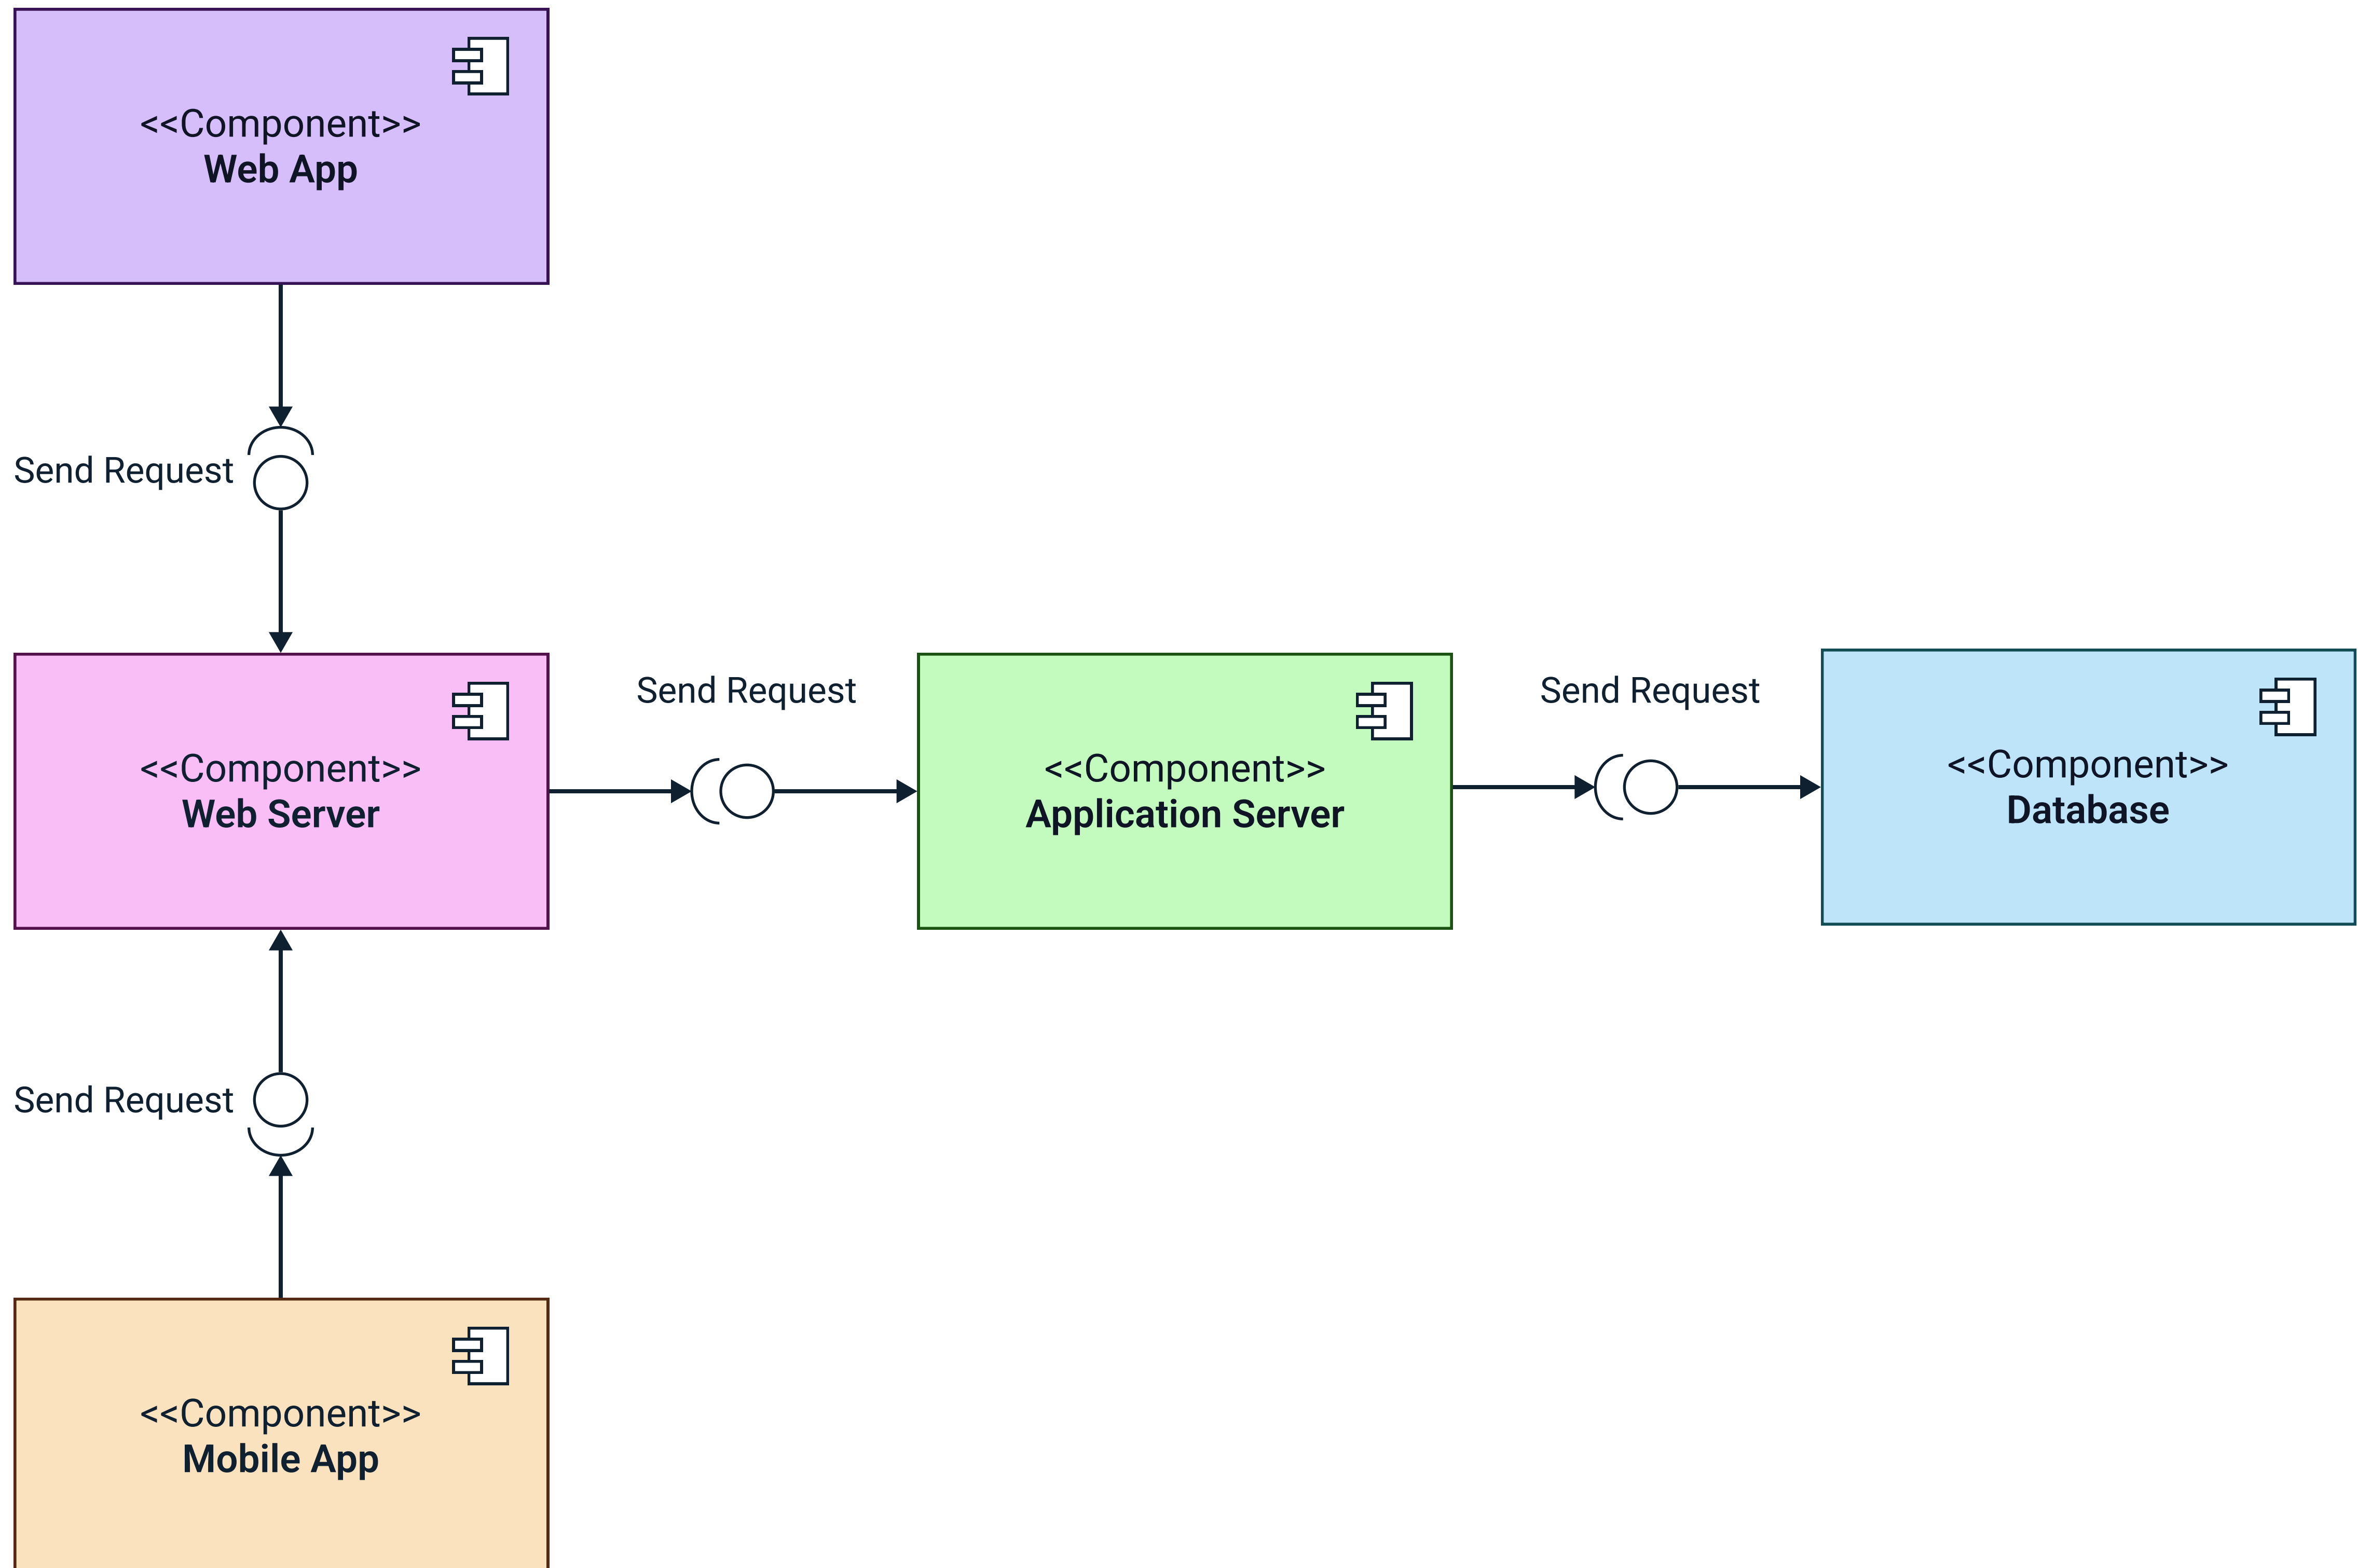 <<Component>>
Web App
Send Request
<<Component>>
Web Server
Send Request
<<Component>>
Application Server
Send Request
<<Component>>
Database
Send Request
<<Component>>
Mobile App